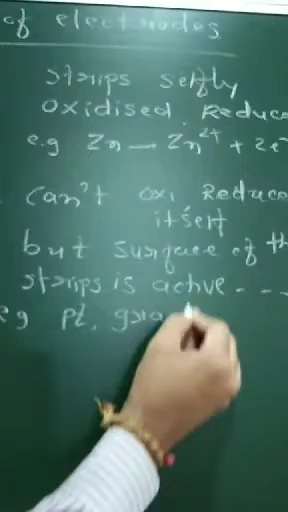 of electrodes
strips selfly
oxidised. Reduce
e.g Zn — Zn²⁺ + 2e⁻
can't oxi, Reduce
itself
but surface of th
strips is active - - -
eg pt, gra